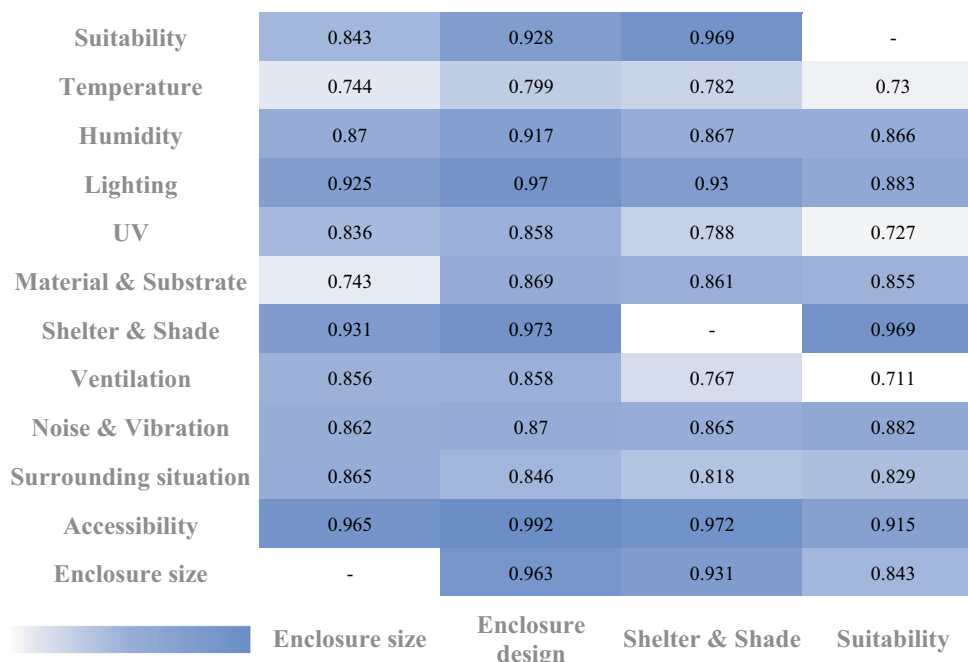 Suitability 0.843 0.928 0.969 -
Temperature 0.744 0.799 0.782 0.73
Humidity 0.87 0.917 0.867 0.866
Lighting 0.925 0.97 0.93 0.883
UV 0.836 0.858 0.788 0.727
Material & Substrate 0.743 0.869 0.861 0.855
Shelter & Shade 0.931 0.973 - 0.969
Ventilation 0.856 0.858 0.767 0.711
Noise & Vibration 0.862 0.87 0.865 0.882
Surrounding situation 0.865 0.846 0.818 0.829
Accessibility 0.965 0.992 0.972 0.915
Enclosure size - 0.963 0.931 0.843
Enclosure size Enclosure Shelter & Shade Suitability
design